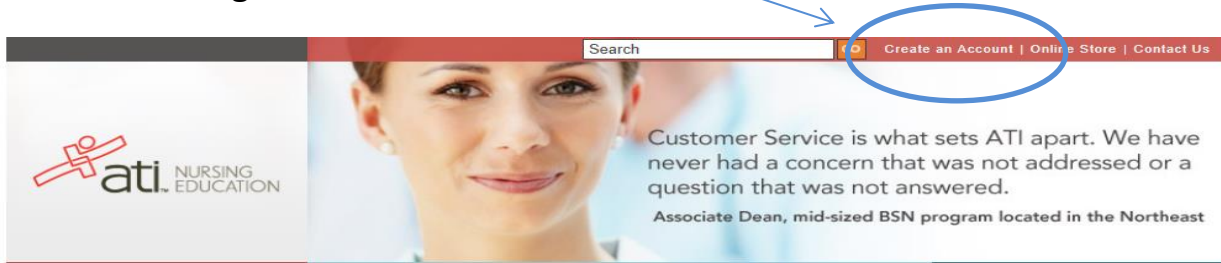 Search GO Create an Account | Online Store | Contact Us
ati NURSING
EDUCATION
Customer Service is what sets ATI apart. We have
never had a concern that was not addressed or a
question that was not answered.
Associate Dean, mid-sized BSN program located in the Northeast